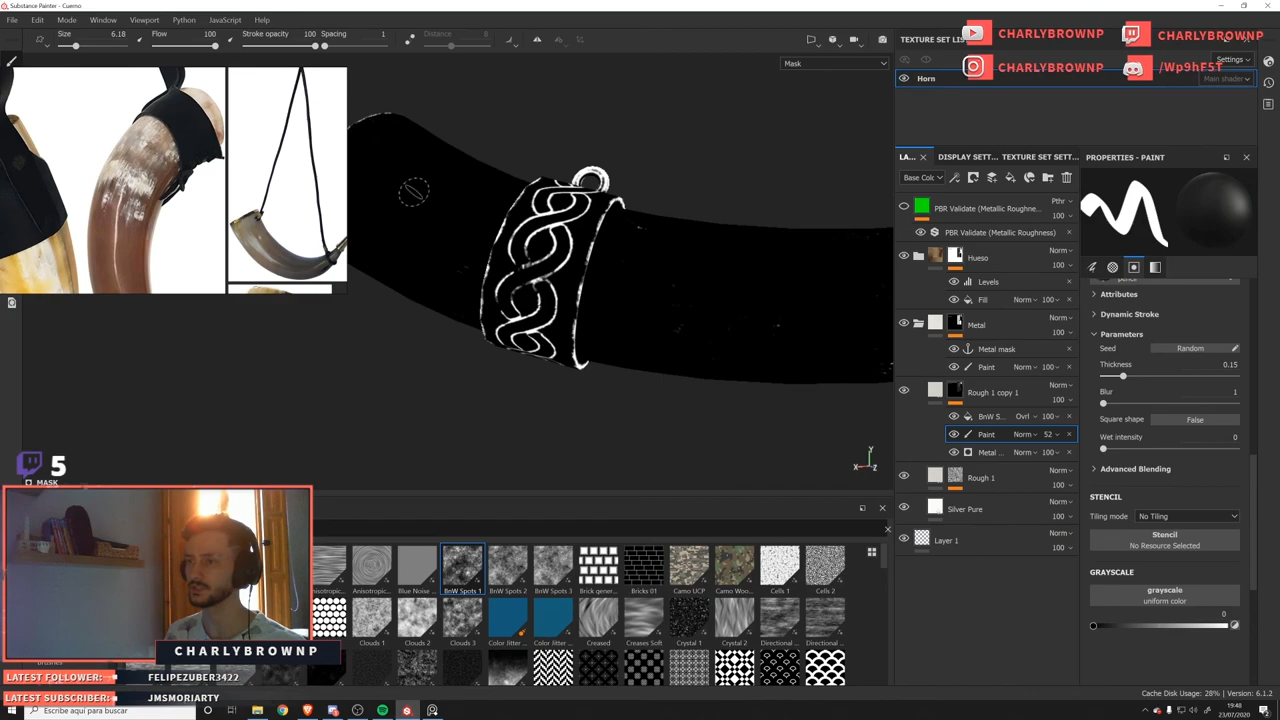 Substance Painter - Cuerno
File Edit Mode Window Viewport Python JavaScript Help
Size 6.18 Flow 100 Stroke opacity 100 Spacing 1 Distance 8
Mask
TEXTURE SET LIS
Settings
CHARLYBROWNP
CHARLYBROWNP
CHARLYBROWNP
/Wp9hF5T
Horn
Main shader
LA... DISPLAY SETT... TEXTURE SET SETT...
Base Col
PBR Validate (Metallic Roughne... Pthr 100
PBR Validate (Metallic Roughness)
Hueso Norm 100
Levels
Fill Norm 100
Metal Norm 100
Metal mask
Paint Norm 100
Rough 1 copy 1 Norm 100
BnW S... Ovrl 100
Paint Norm 52
Metal ... Norm 100
Rough 1 Norm 100
Silver Pure Norm 100
Layer 1 Norm 100
PROPERTIES - PAINT
Attributes
Dynamic Stroke
Parameters
Seed Random
Thickness 0.15
Blur 1
Square shape False
Wet intensity 0
Advanced Blending
STENCIL
Tiling mode No Tiling
Stencil
No Resource Selected
GRAYSCALE
grayscale
uniform color
0
Y
X Z
5
MASK
Anisotropic... Anisotropic... Blue Noise ... BnW Spots 1 BnW Spots 2 BnW Spots 3 Brick gener... Bricks 01 Camo UCP Camo Woo... Cells 1 Cells 2
Clouds 1 Clouds 2 Clouds 3 Color Jitter ... Color Jitter ... Creased Creases Soft Crystal 1 Crystal 2 Directional ... Directional ...
CHARLYBROWNP
LATEST FOLLOWER: FELIPEZUBER3422
LATEST SUBSCRIBER: JMSMORIARTY
Cache Disk Usage: 28% | Version: 6.1.2
Escribe aquí para buscar
19:48
23/07/2020